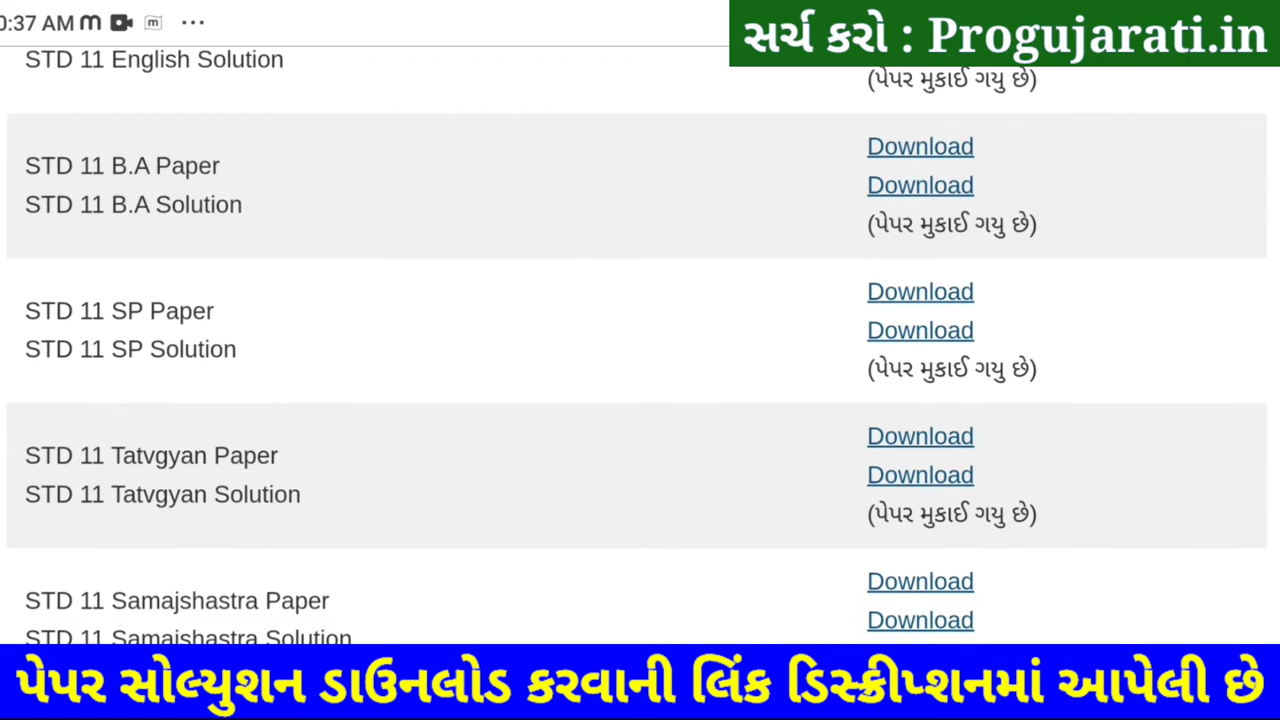 0:37 AM m m ...
સર્ચ કરો : Progujarati.in
STD 11 English Solution
(પેપર મુકાઈ ગયુ છે)
STD 11 B.A Paper
Download
STD 11 B.A Solution
Download
(પેપર મુકાઈ ગયુ છે)
STD 11 SP Paper
Download
STD 11 SP Solution
Download
(પેપર મુકાઈ ગયુ છે)
STD 11 Tatvgyan Paper
Download
STD 11 Tatvgyan Solution
Download
(પેપર મુકાઈ ગયુ છે)
STD 11 Samajshastra Paper
Download
STD 11 Samajshastra Solution
Download
પેપર સોલ્યુશન ડાઉનલોડ કરવાની લિંક ડિસ્ક્રીપ્શનમાં આપેલી છે